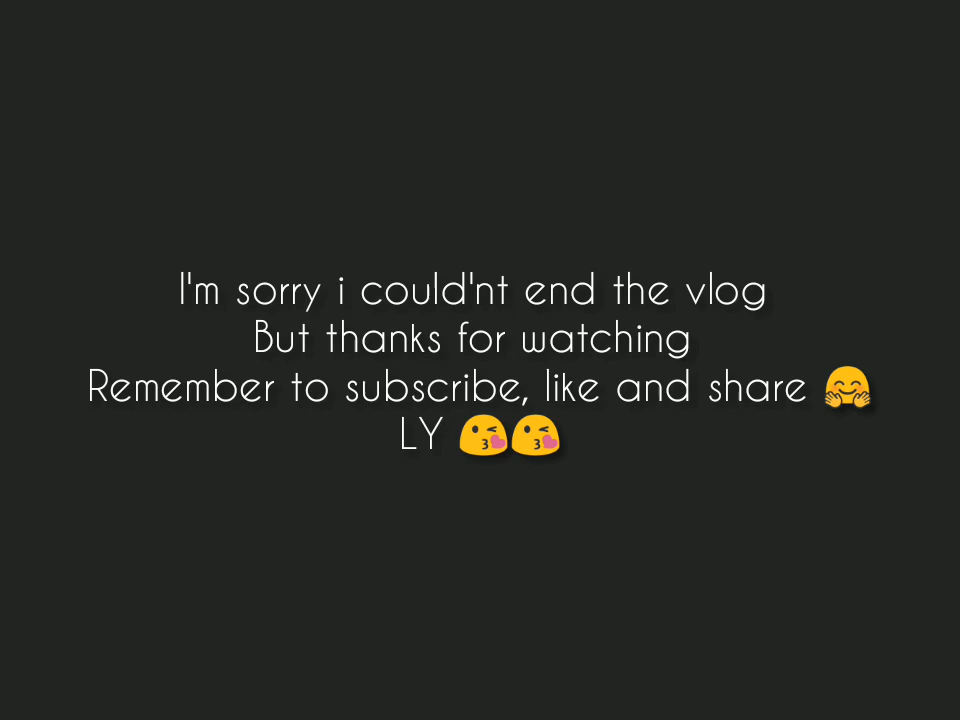 I'm sorry i could'nt end the vlog
But thanks for watching
Remember to subscribe, like and share 🤗
LY 😘😘